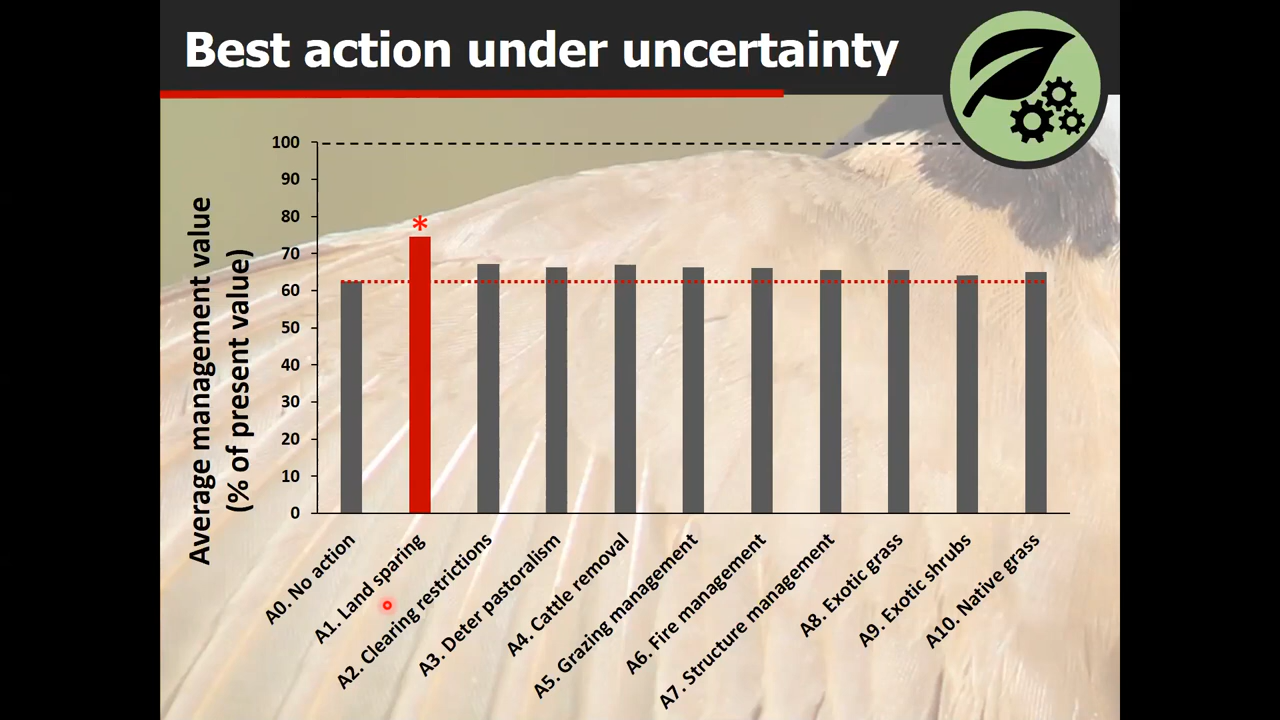 Best action under uncertainty
Average management value
(% of present value)
100
90
80
70
60
50
40
30
20
10
0
*
A0. No action
A1. Land sparing
A2. Clearing restrictions
A3. Deter pastoralism
A4. Cattle removal
A5. Grazing management
A6. Fire management
A7. Structure management
A8. Exotic grass
A9. Exotic shrubs
A10. Native grass